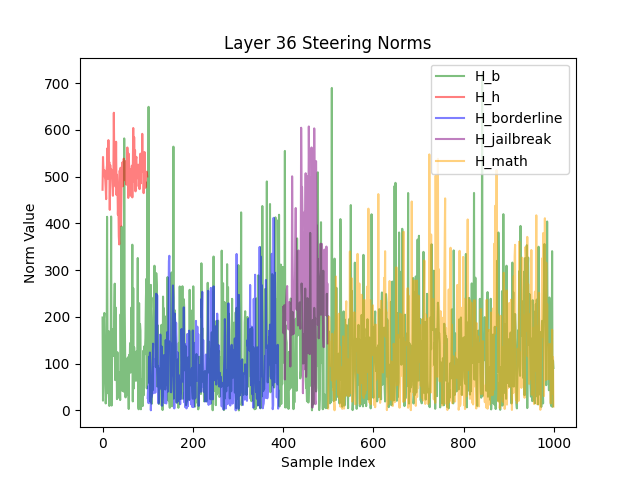 Layer 36 Steering Norms
H_b
H_h
H_borderline
H_jailbreak
H_math
700
600
500
400
300
200
100
0
Norm Value
0 200 400 600 800 1000
Sample Index